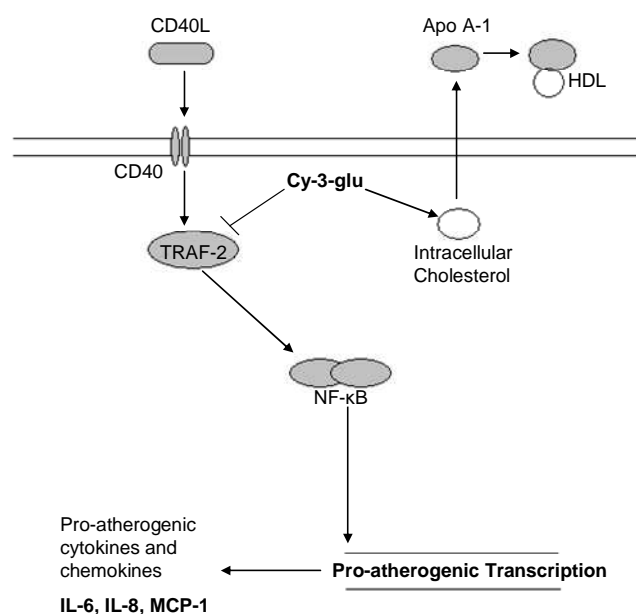 CD40L
Apo A-1
HDL
CD40
Cy-3-glu
TRAF-2
Intracellular
Cholesterol
NF-κB
Pro-atherogenic
cytokines and
chemokines
Pro-atherogenic Transcription
IL-6, IL-8, MCP-1